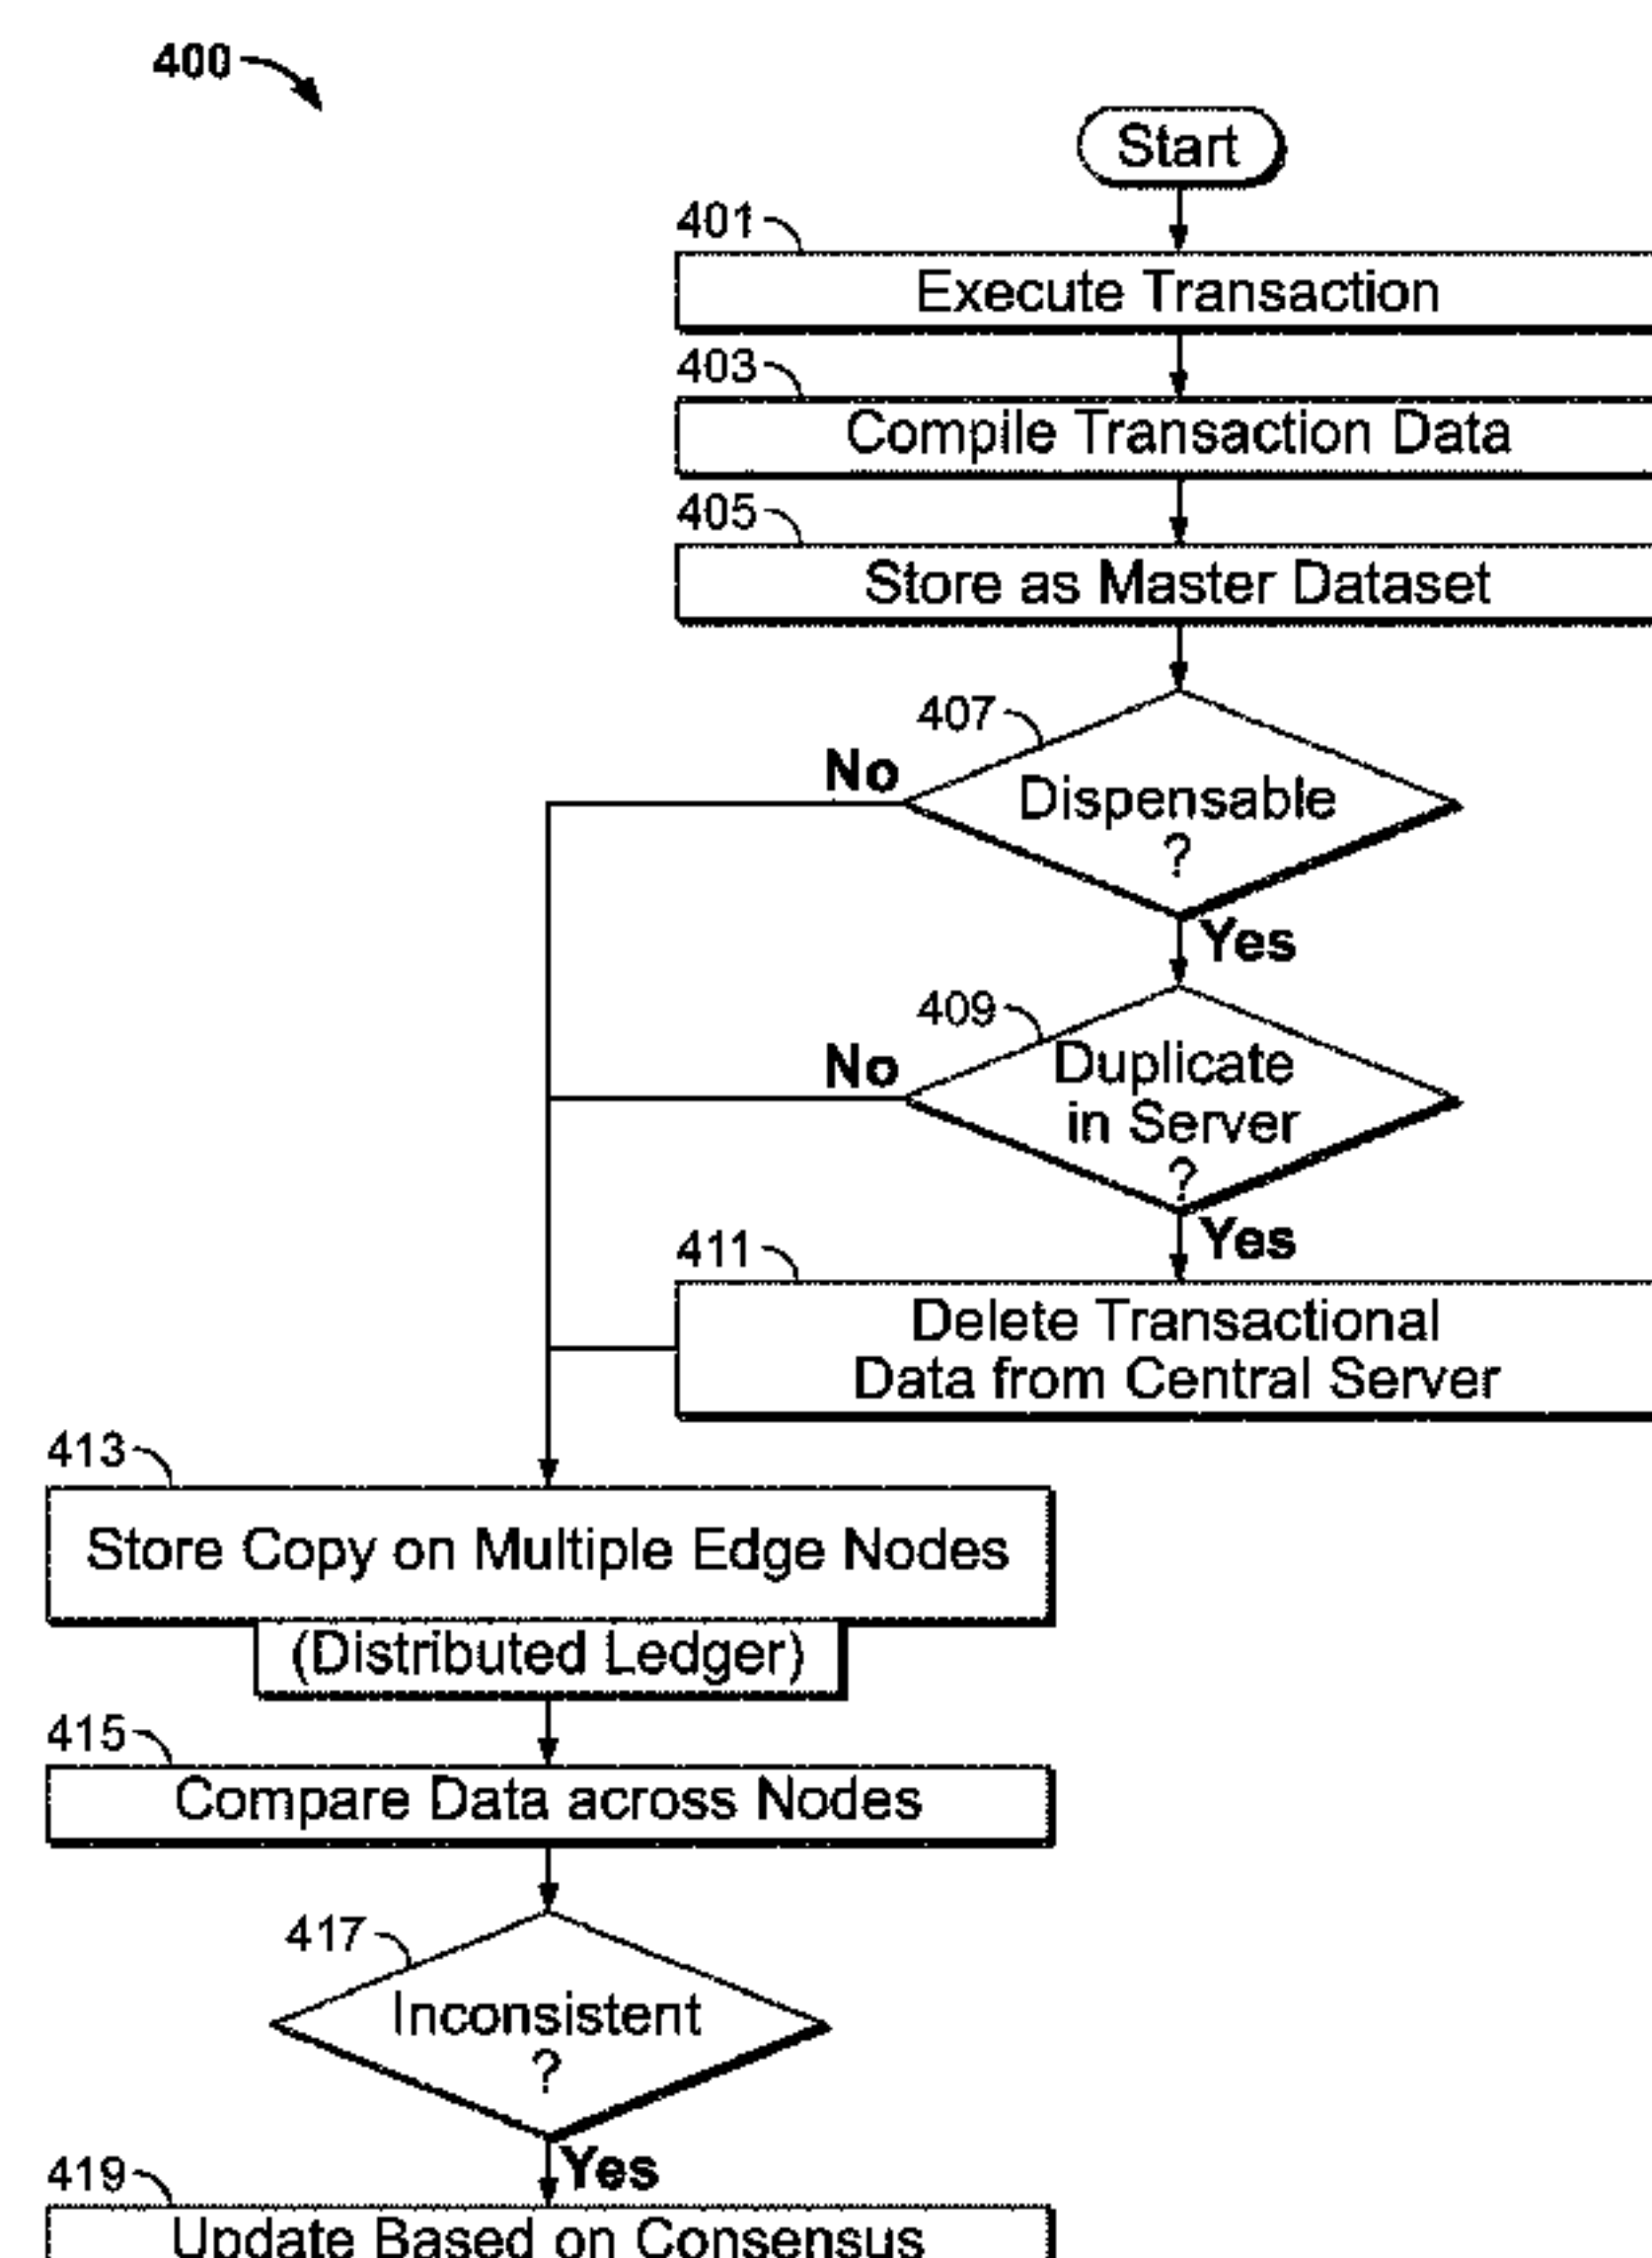 400
Start
401
Execute Transaction
403
Compile Transaction Data
405
Store as Master Dataset
407
No
Dispensable
?
Yes
409
No
Duplicate
in Server
?
Yes
411
Delete Transactional
Data from Central Server
413
Store Copy on Multiple Edge Nodes
(Distributed Ledger)
415
Compare Data across Nodes
417
Inconsistent
?
Yes
419
Update Based on Consensus